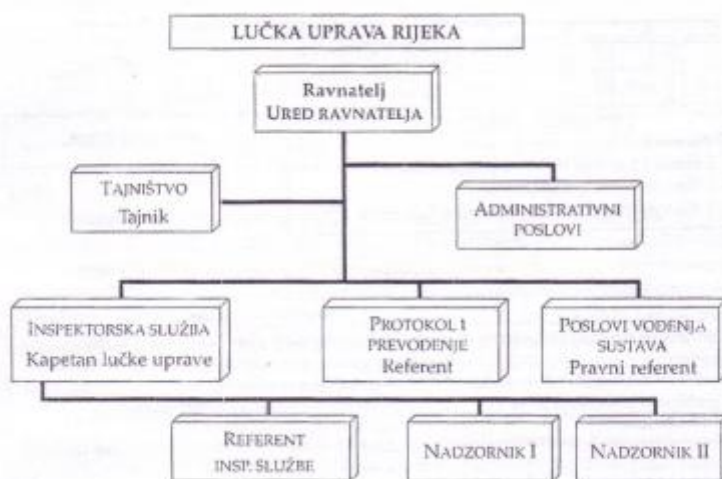 LUČKA UPRAVA RIJEKA
Ravnatelj
URED RAVNATELJA
TAJNIŠTVO
Tajnik
ADMINISTRATIVNI
POSLOVI
INSPEKTORSKA SLUŽBA
Kapetan lučke uprave
PROTOKOL I
PREVOĐENJE
Referent
POSLOVI VOĐENJA
SUSTAVA
Pravni referent
REFERENT
INSP. SLUŽBE
NADZORNIK I
NADZORNIK II